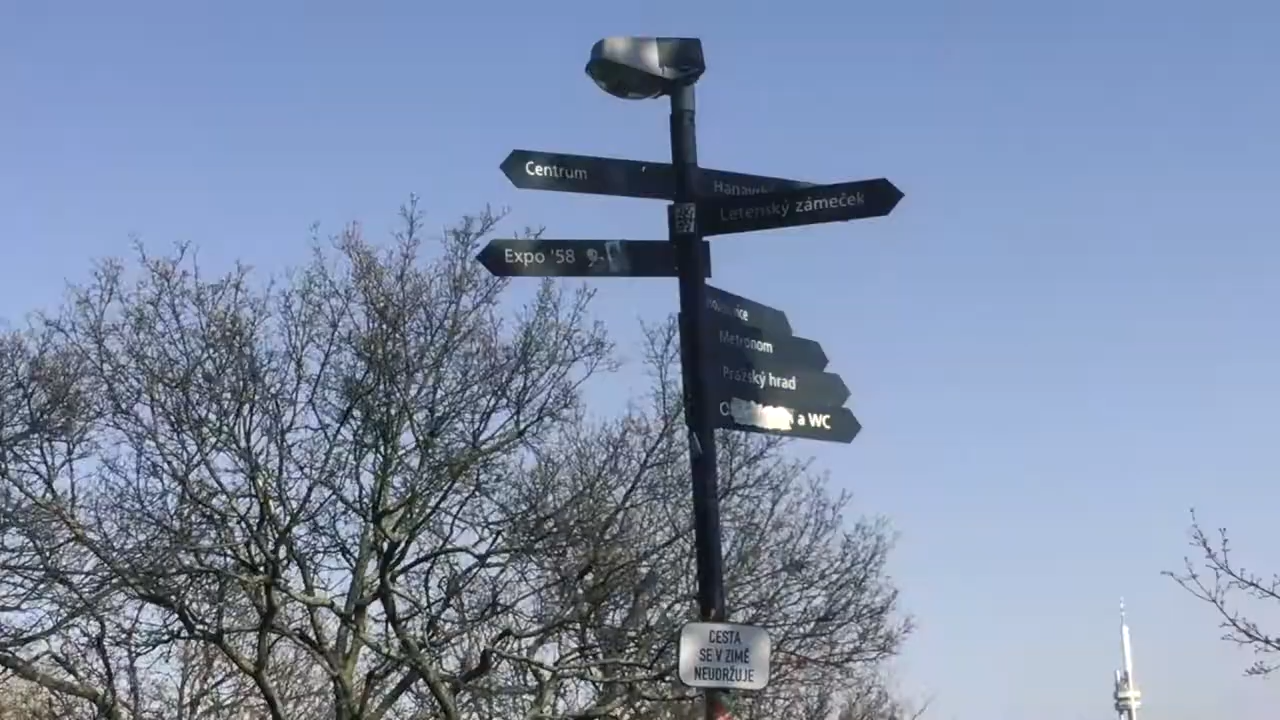 Centrum
Letenský zámeček
Expo '58
Metronom
Pražský hrad
a WC
CESTA
SE V ZIMĚ
NEUDRŽUJE